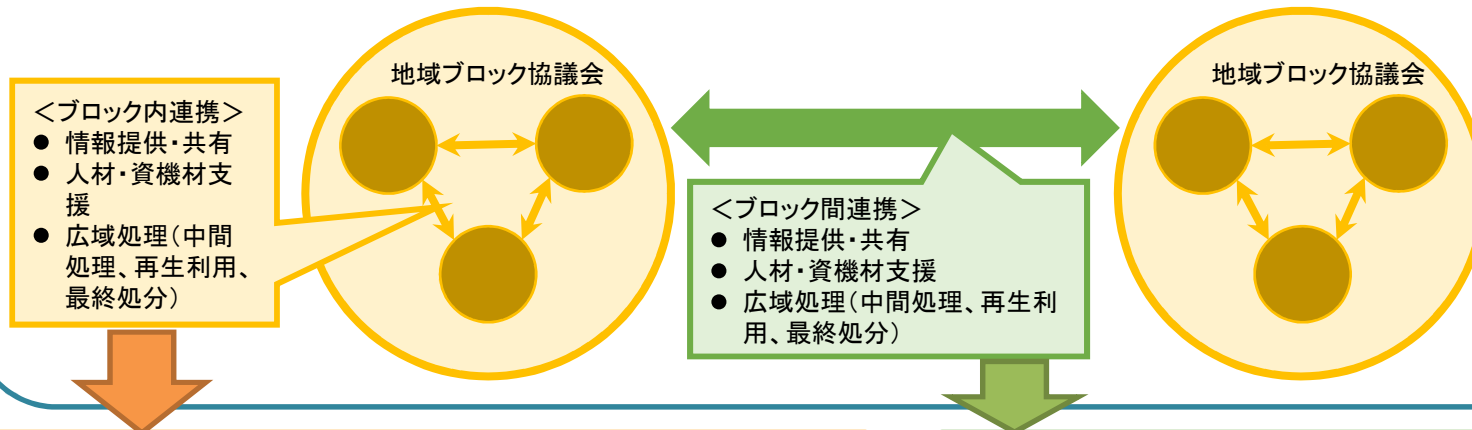 地域ブロック協議会
<ブロック内連携>
● 情報提供・共有
● 人材・資機材支
援
● 広域処理(中間
処理、再生利用、
最終処分)
<ブロック間連携>
● 情報提供・共有
● 人材・資機材支援
● 広域処理(中間処理、再生利
用、最終処分)
地域ブロック協議会